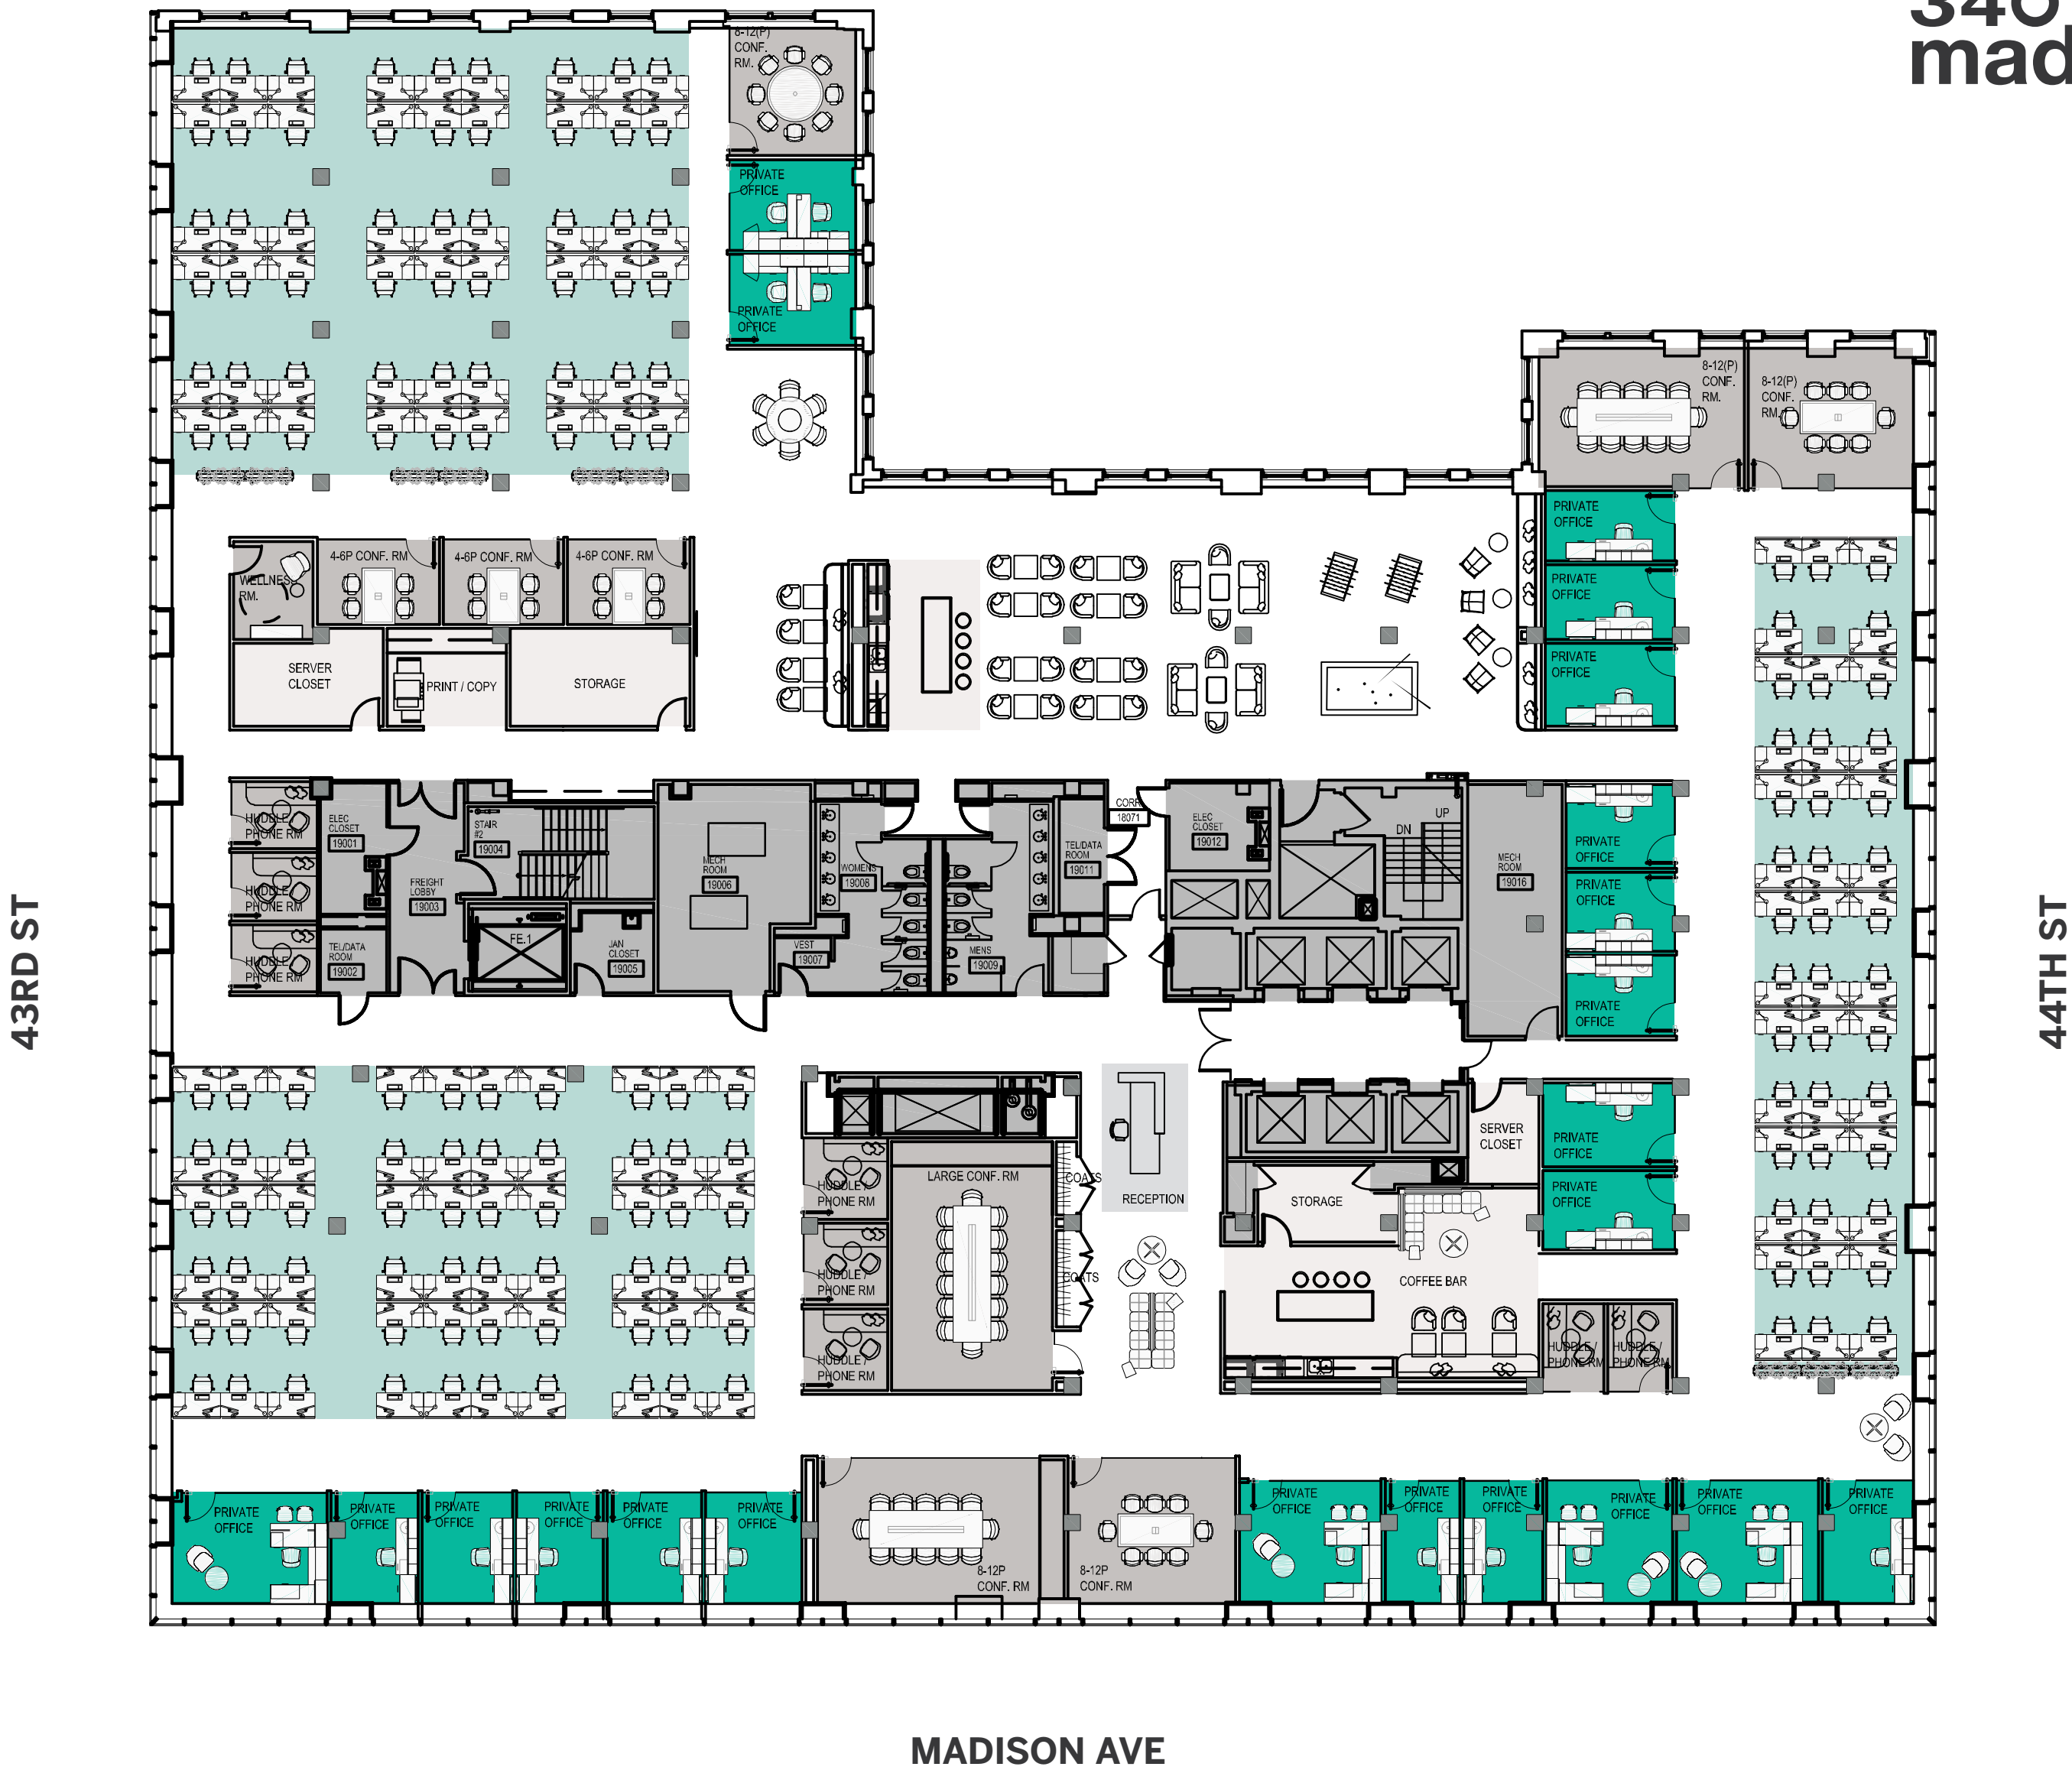 340
mad
8-12(P)
CONF.
RM.
PRIVATE
OFFICE
PRIVATE
OFFICE
8-12(P)
CONF.
RM.
8-12(P)
CONF.
RM.
PRIVATE
OFFICE
PRIVATE
OFFICE
PRIVATE
OFFICE
WELLNESS
RM.
4-6P CONF. RM
4-6P CONF. RM
4-6P CONF. RM
SERVER
CLOSET
PRINT / COPY
STORAGE
HUDDLE/
PHONE RM
HUDDLE/
PHONE RM
HUDDLE/
PHONE RM
ELEC
CLOSET
19001
TEL/DATA
ROOM
19002
FREIGHT
LOBBY
19003
STAIR
#2
19004
FE.1
JAN
CLOSET
19005
MECH
ROOM
19006
WOMENS
19008
VEST
19007
MENS
19009
TEL/DATA
ROOM
19011
CORR
18071
ELEC
CLOSET
19012
DN
UP
MECH
ROOM
19016
PRIVATE
OFFICE
PRIVATE
OFFICE
PRIVATE
OFFICE
43RD ST
44TH ST
HUDDLE /
PHONE RM
HUDDLE /
PHONE RM
HUDDLE /
PHONE RM
LARGE CONF. RM
COATS
COATS
RECEPTION
STORAGE
SERVER
CLOSET
COFFEE BAR
PRIVATE
OFFICE
PRIVATE
OFFICE
HUDDLE /
PHONE RM
HUDDLE /
PHONE RM
PRIVATE
OFFICE
PRIVATE
OFFICE
PRIVATE
OFFICE
PRIVATE
OFFICE
PRIVATE
OFFICE
PRIVATE
OFFICE
8-12P
CONF. RM
8-12P
CONF. RM
PRIVATE
OFFICE
PRIVATE
OFFICE
PRIVATE
OFFICE
PRIVATE
OFFICE
PRIVATE
OFFICE
PRIVATE
OFFICE
MADISON AVE